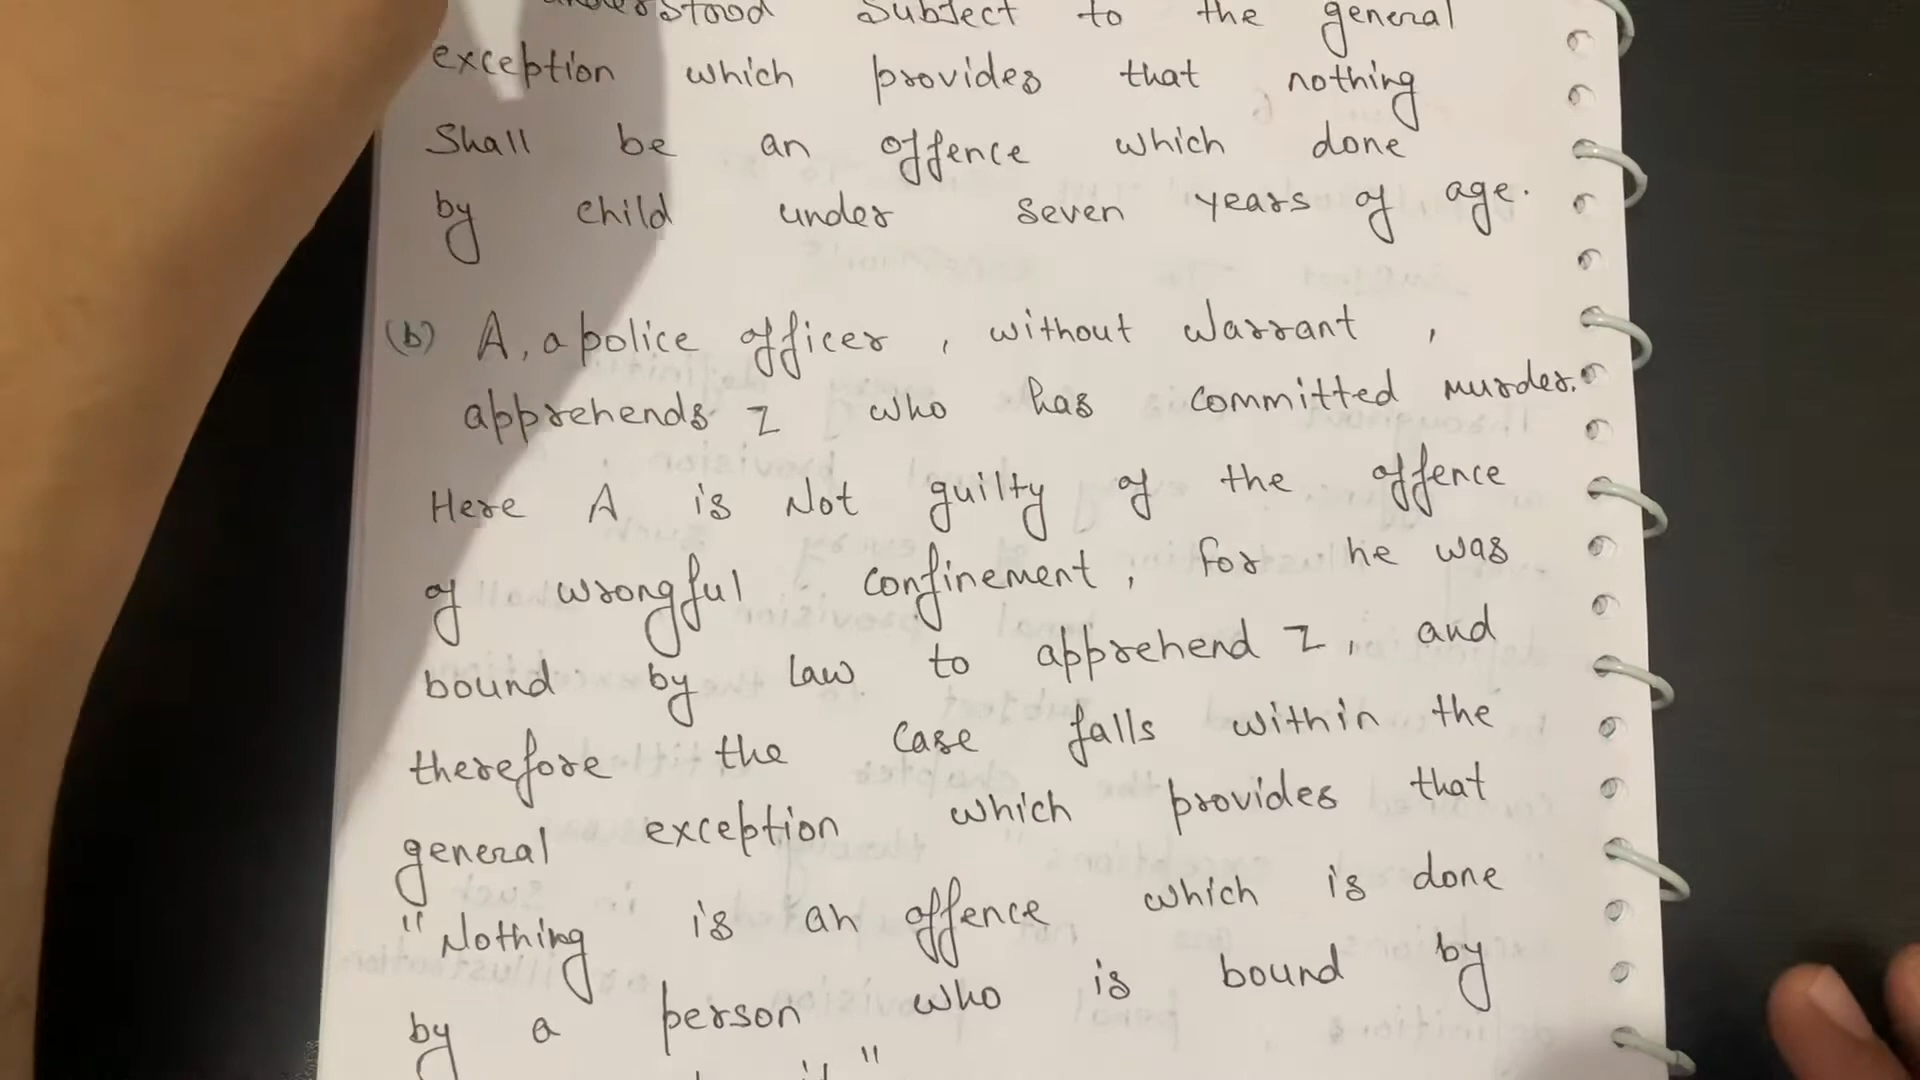 understood subject to the general
exception which provides that nothing
Shall be an offence which done
by child under seven years of age.
(b) A, a police officer, without warrant,
apprehends Z who has committed murder.
Here A is Not guilty of the offence
of wrongful confinement, for he was
bound by law to apprehend Z, and
therefore the case falls within the
general exception which provides that
"Nothing is an offence which is done
by a person who is bound by
"